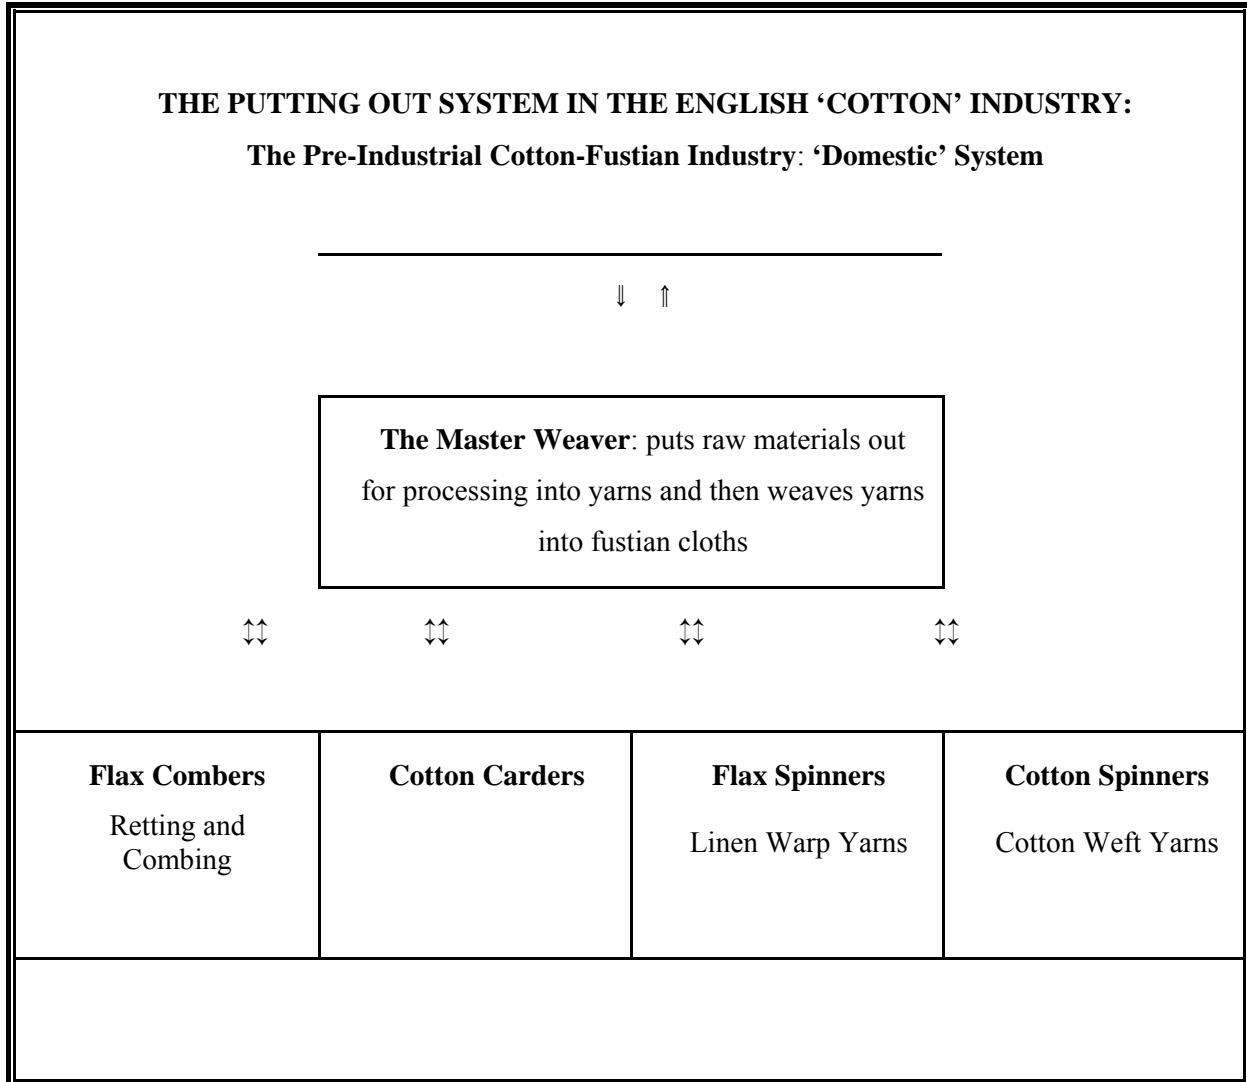 THE PUTTING OUT SYSTEM IN THE ENGLISH ‘COTTON’ INDUSTRY:
The Pre-Industrial Cotton-Fustian Industry: ‘Domestic’ System
⇓ ⇑
The Master Weaver: puts raw materials out
for processing into yarns and then weaves yarns
into fustian cloths
↕↕ ↕↕ ↕↕ ↕↕
Flax Combers
Retting and
Combing
Cotton Carders
Flax Spinners
Linen Warp Yarns
Cotton Spinners
Cotton Weft Yarns